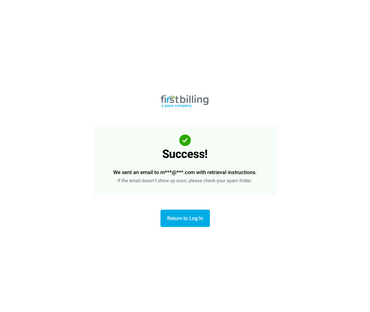 firstbilling
a paya company
Success!
We sent an email to m***@***.com with retrieval instructions.
If the email doesn't show up soon, please check your spam folder.
Return to Log In